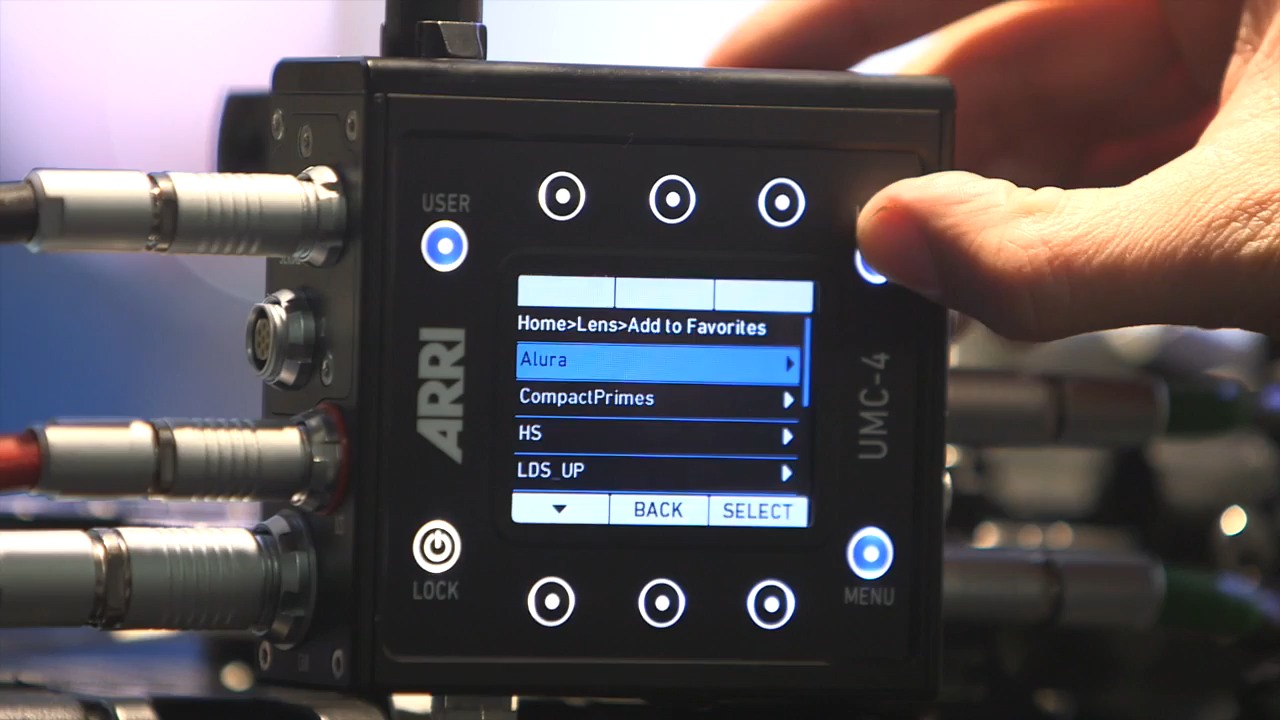 USER
Home>Lens>Add to Favorites
Alura
CompactPrimes
HS
LDS_UP
BACK SELECT
ARRI
UMC-4
LOCK
MENU